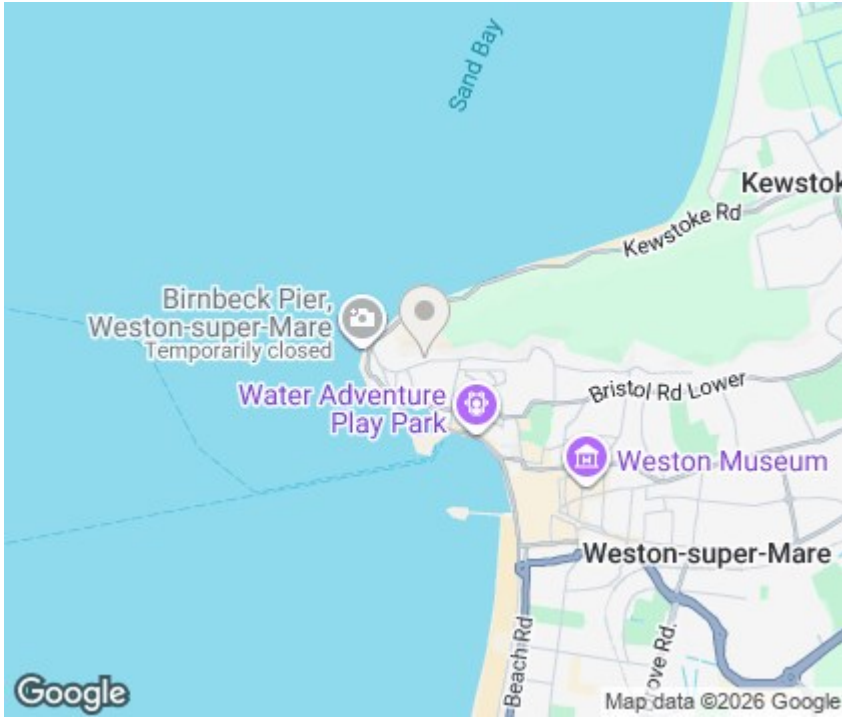 Sand Bay
Kewstok
Kewstoke Rd
Birnbeck Pier,
Weston-super-Mare
Temporarily closed
Water Adventure
Play Park
Bristol Rd Lower
Weston Museum
Weston-super-Mare
Beach Rd
Grove Rd.
Google
Map data ©2026 Google